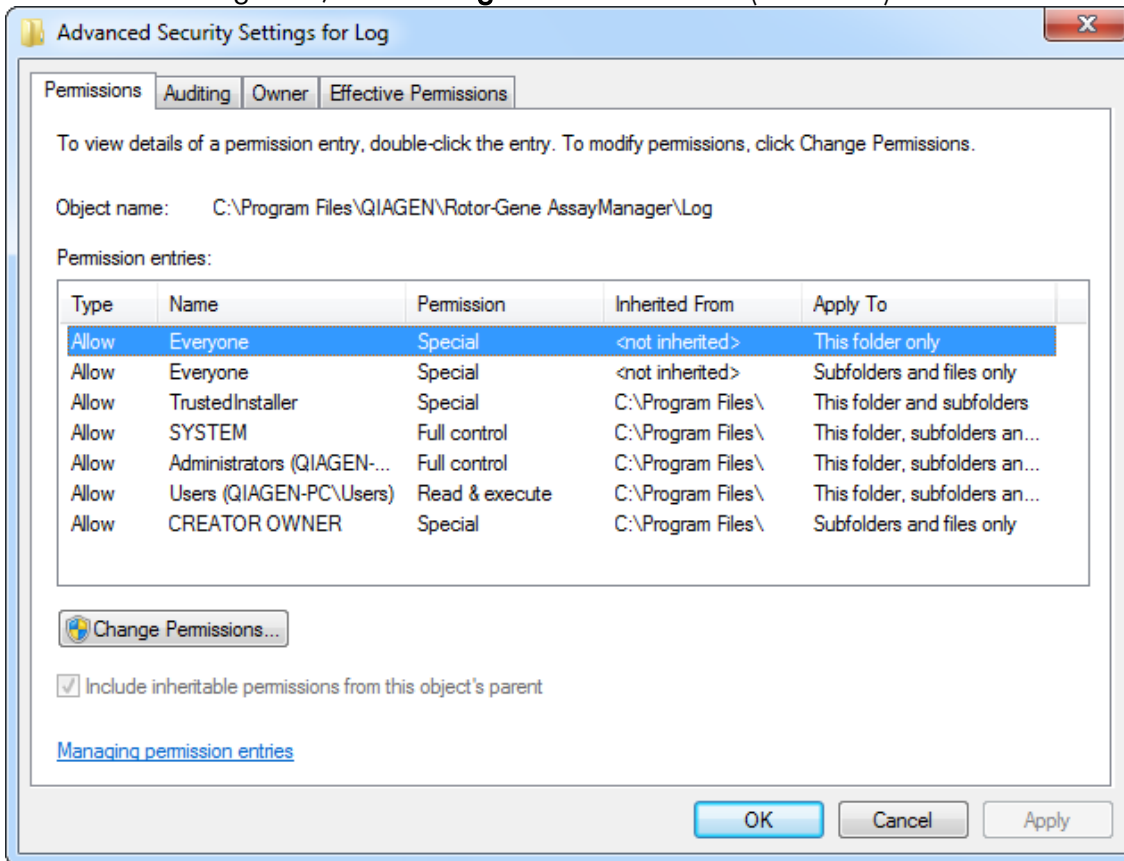 Advanced Security Settings for Log
Permissions Auditing Owner Effective Permissions
To view details of a permission entry, double-click the entry. To modify permissions, click Change Permissions.
Object name: C:\Program Files\QIAGEN\Rotor-Gene AssayManager\Log
Permission entries:
Type Name Permission Inherited From Apply To
Allow Everyone Special <not inherited> This folder only
Allow Everyone Special <not inherited> Subfolders and files only
Allow TrustedInstaller Special C:\Program Files\ This folder and subfolders
Allow SYSTEM Full control C:\Program Files\ This folder, subfolders an...
Allow Administrators (QIAGEN-... Full control C:\Program Files\ This folder, subfolders an...
Allow Users (QIAGEN-PC\Users) Read & execute C:\Program Files\ This folder, subfolders an...
Allow CREATOR OWNER Special C:\Program Files\ Subfolders and files only
Change Permissions...
Include inheritable permissions from this object's parent
Managing permission entries
OK Cancel Apply